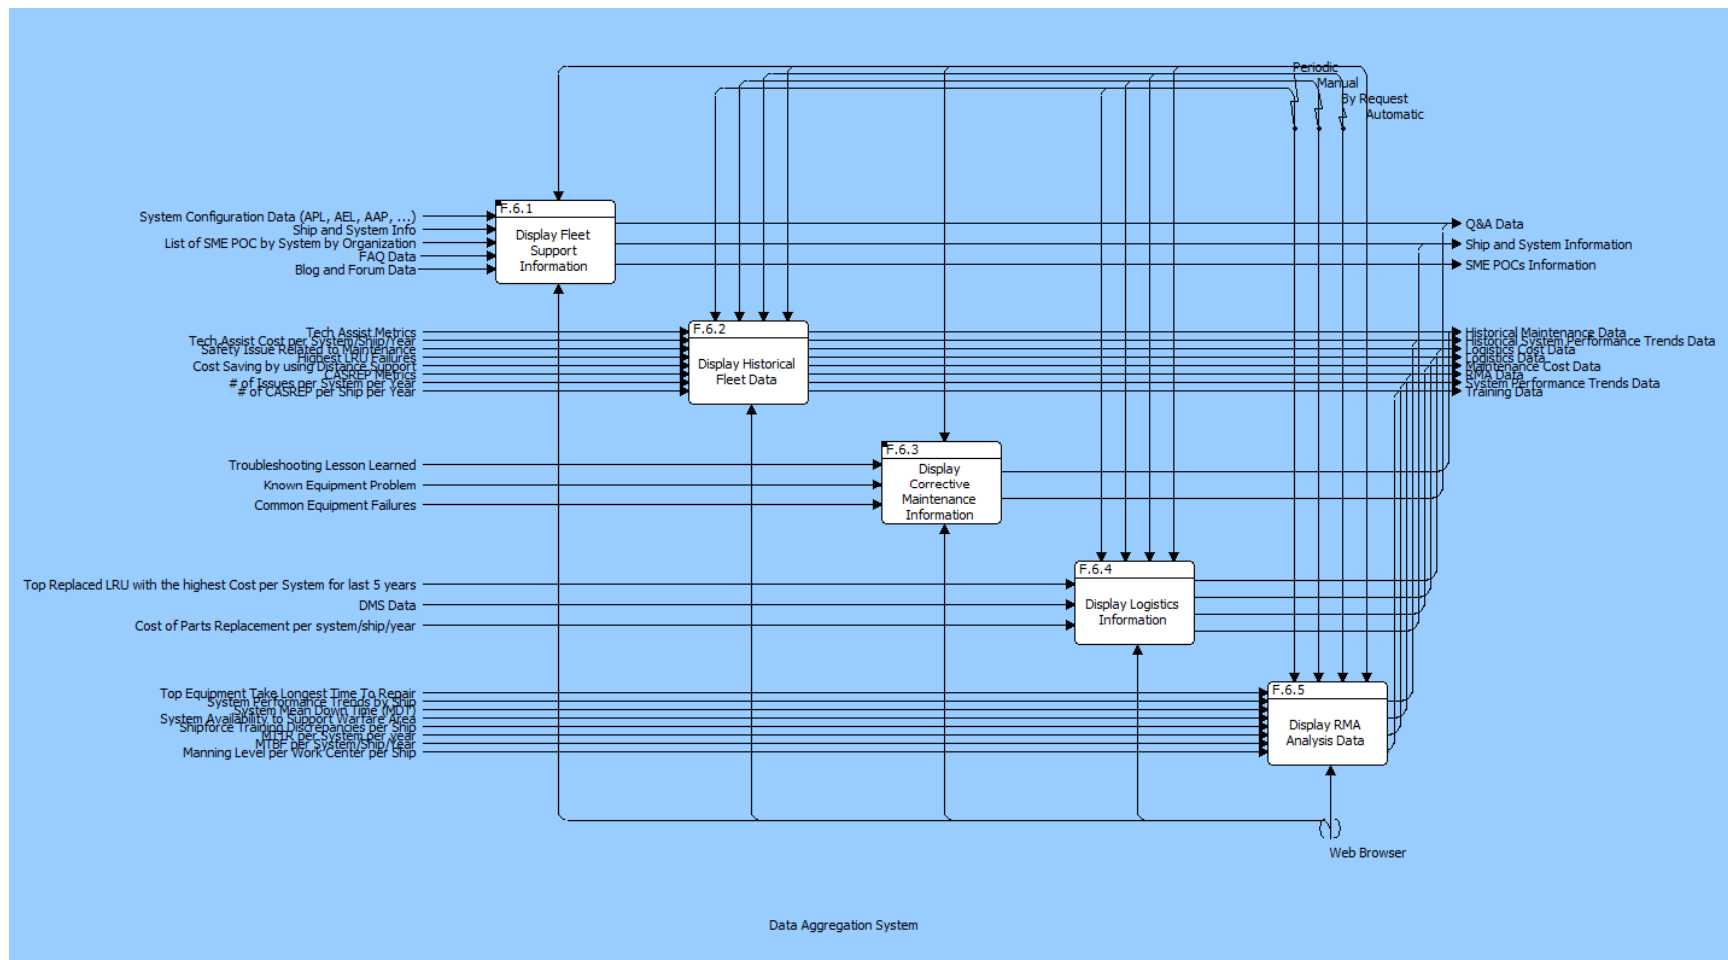 Periodic
Manual
By Request
Automatic
F.6.1
Display Fleet
Support
Information
System Configuration Data (APL, AEL, AAP, ...)
Ship and System Info
List of SME POC by System by Organization
FAQ Data
Blog and Forum Data
Q&A Data
Ship and System Information
SME POCs Information
F.6.2
Display Historical
Fleet Data
Tech Assist Metrics
Tech Assist Cost per System/Ship/Year
Safety Issue Related to Maintenance
Highest LRU Failures
Cost Saving by using Distance Support
CASREP Metrics
# of Issues per System per Year
# of CASREP per Ship per Year
Historical Maintenance Data
Historical System Performance Trends Data
Logistics Cost Data
Logistics Data
Maintenance Cost Data
RMA Data
System Performance Trends Data
Training Data
F.6.3
Display
Corrective
Maintenance
Information
Troubleshooting Lesson Learned
Known Equipment Problem
Common Equipment Failures
F.6.4
Display Logistics
Information
Top Replaced LRU with the highest Cost per System for last 5 years
DMS Data
Cost of Parts Replacement per system/ship/year
F.6.5
Display RMA
Analysis Data
Top Equipment Take Longest Time To Repair
System Performance Trends by Ship
System Mean Down Time (MDT)
System Availability to Support Warfare Area
Shipforce Training Discrepancies per Ship
MTTR per System per year
MTBF per System/Ship/Year
Manning Level per Work Center per Ship
Web Browser
Data Aggregation System